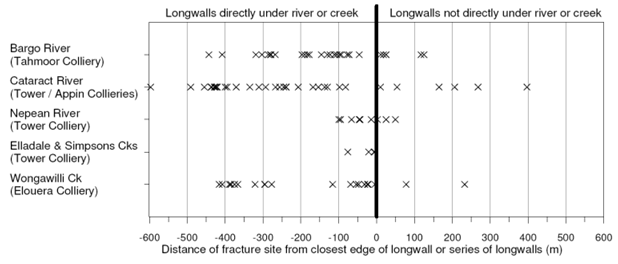 Longwalls directly under river or creek
Longwalls not directly under river or creek
Bargo River
(Tahmoor Colliery)
Cataract River
(Tower / Appin Collieries)
Nepean River
(Tower Colliery)
Elladale & Simpsons Cks
(Tower Colliery)
Wongawilli Ck
(Elouera Colliery)
-600 -500 -400 -300 -200 -100 0 100 200 300 400 500 600
Distance of fracture site from closest edge of longwall or series of longwalls (m)